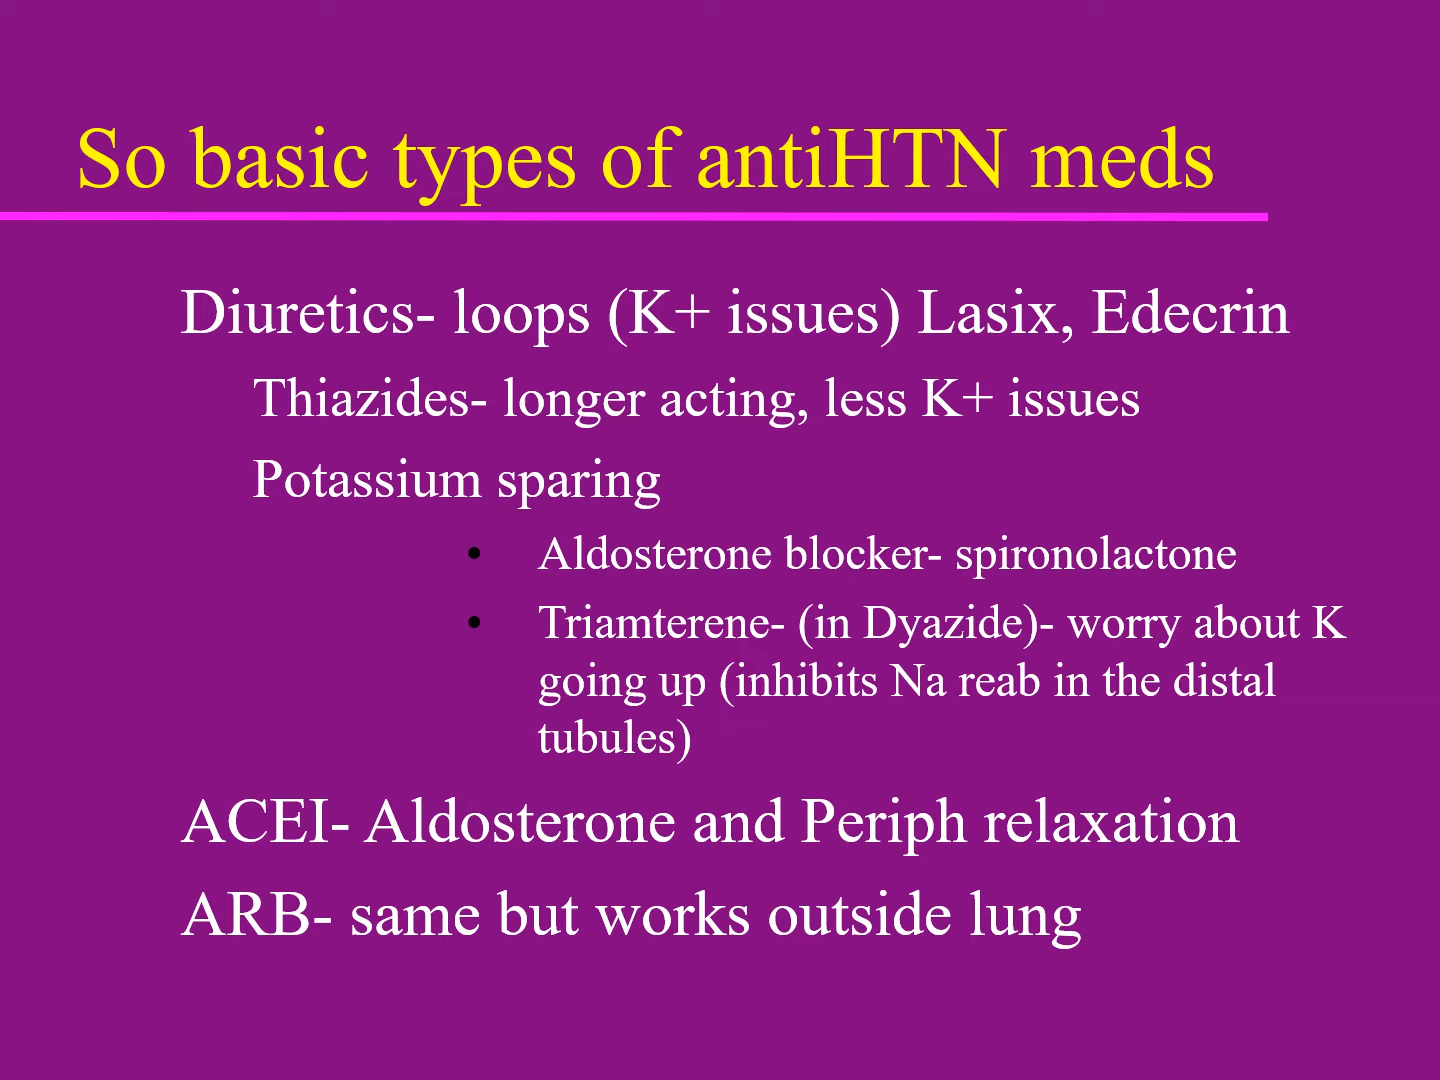 So basic types of antiHTN meds
Diuretics- loops (K+ issues) Lasix, Edecrin
Thiazides- longer acting, less K+ issues
Potassium sparing
• Aldosterone blocker- spironolactone
• Triamterene- (in Dyazide)- worry about K
going up (inhibits Na reab in the distal
tubules)
ACEI- Aldosterone and Periph relaxation
ARB- same but works outside lung